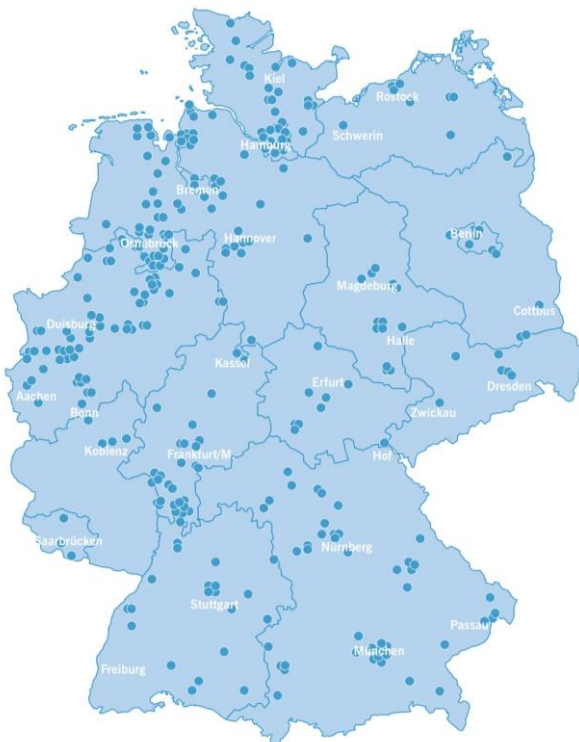 Kiel
Rostock
Schwerin
Hamburg
Bremen
Berlin
Osnabrück
Hannover
Magdeburg
Cottbus
Duisburg
Halle
Kassel
Dresden
Erfurt
Aachen
Zwickau
Bonn
Koblenz
Frankfurt/M
Hof
Saarbrücken
Nürnberg
Stuttgart
Passau
München
Freiburg